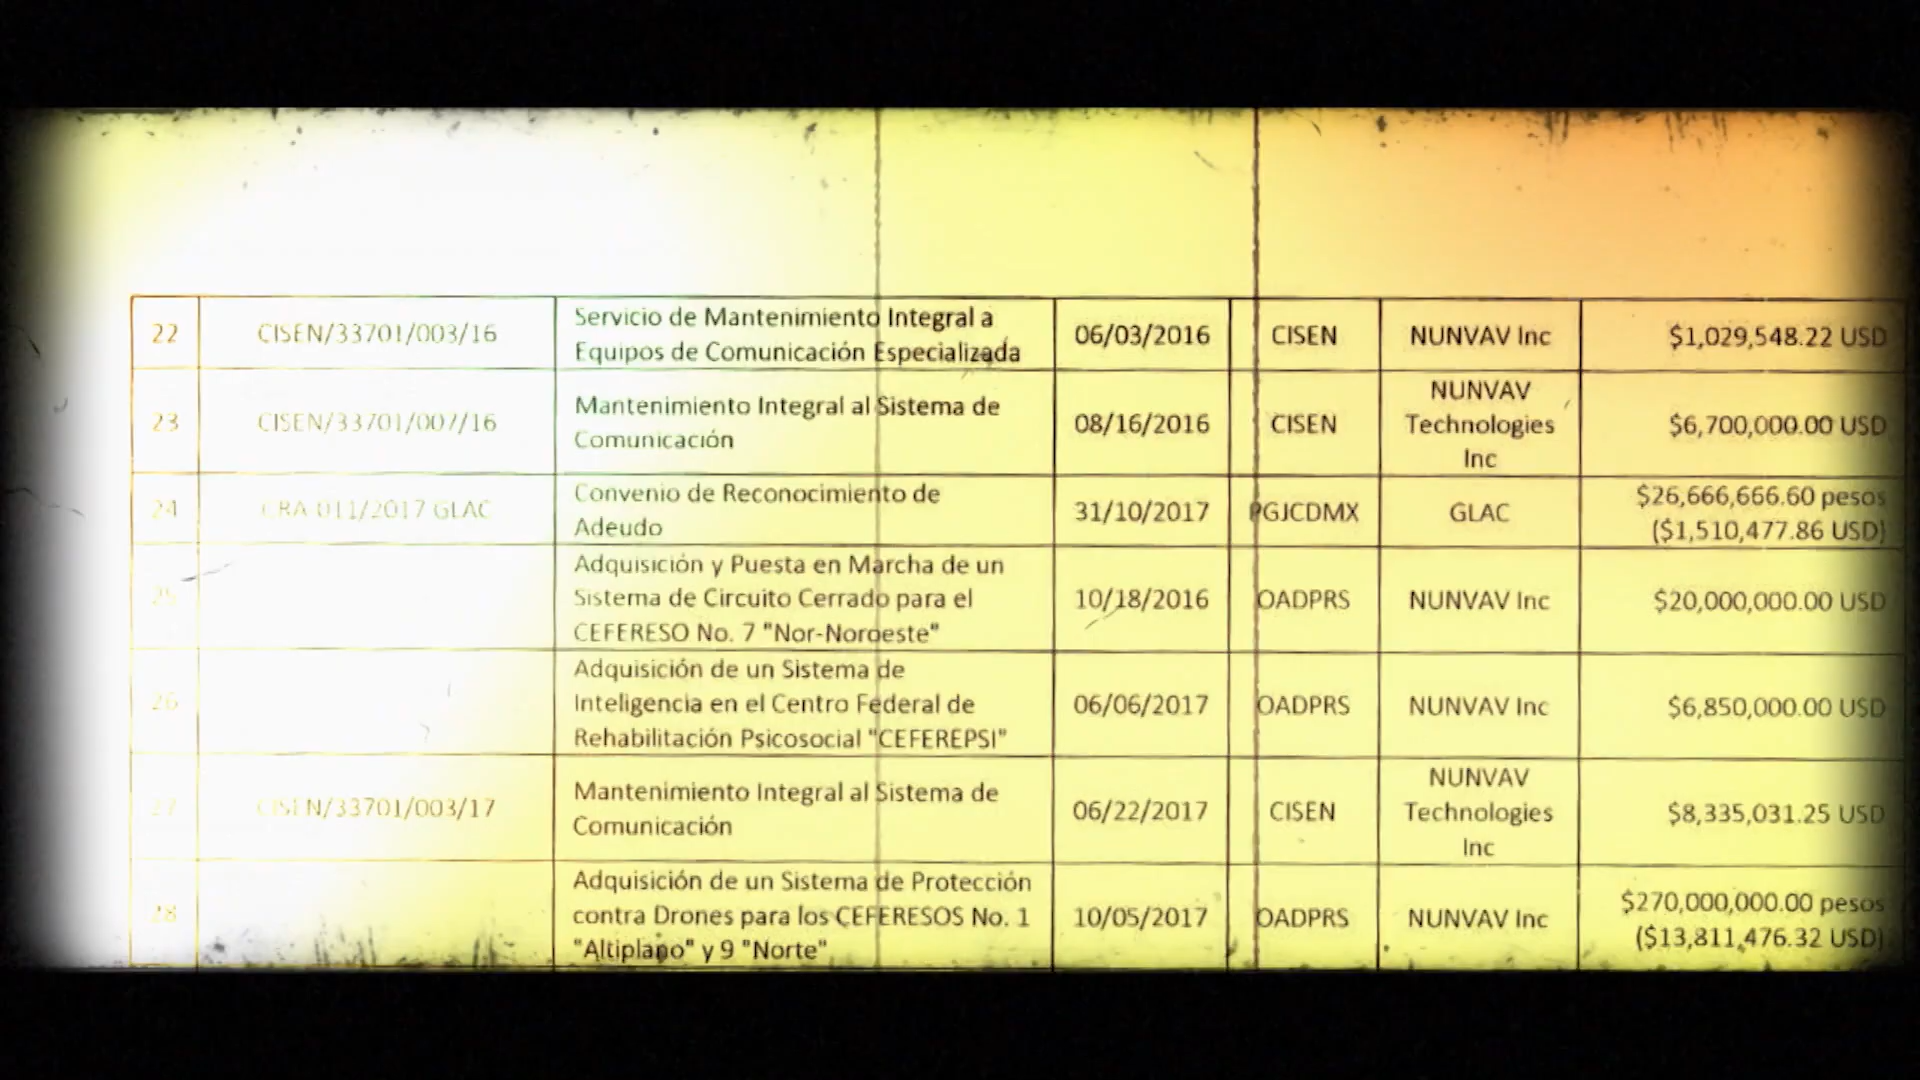 22 CISEN/33701/003/16 Servicio de Mantenimiento Integral a Equipos de Comunicación Especializada 06/03/2016 CISEN NUNVAV Inc $1,029,548.22 USD
23 CISEN/33701/007/16 Mantenimiento Integral al Sistema de Comunicación 08/16/2016 CISEN NUNVAV Technologies Inc $6,700,000.00 USD
24 CRA 011/2017 GLAC Convenio de Reconocimiento de Adeudo 31/10/2017 PGJCDMX GLAC $26,666,666.60 pesos ($1,510,477.86 USD)
25 Adquisición y Puesta en Marcha de un Sistema de Circuito Cerrado para el CEFERESO No. 7 "Nor-Noroeste" 10/18/2016 OADPRS NUNVAV Inc $20,000,000.00 USD
26 Adquisición de un Sistema de Inteligencia en el Centro Federal de Rehabilitación Psicosocial "CEFEREPSI" 06/06/2017 OADPRS NUNVAV Inc $6,850,000.00 USD
27 CISEN/33701/003/17 Mantenimiento Integral al Sistema de Comunicación 06/22/2017 CISEN NUNVAV Technologies Inc $8,335,031.25 USD
28 Adquisición de un Sistema de Protección contra Drones para los CEFERESOS No. 1 "Altiplano" y 9 "Norte" 10/05/2017 OADPRS NUNVAV Inc $270,000,000.00 pesos ($13,811,476.32 USD)